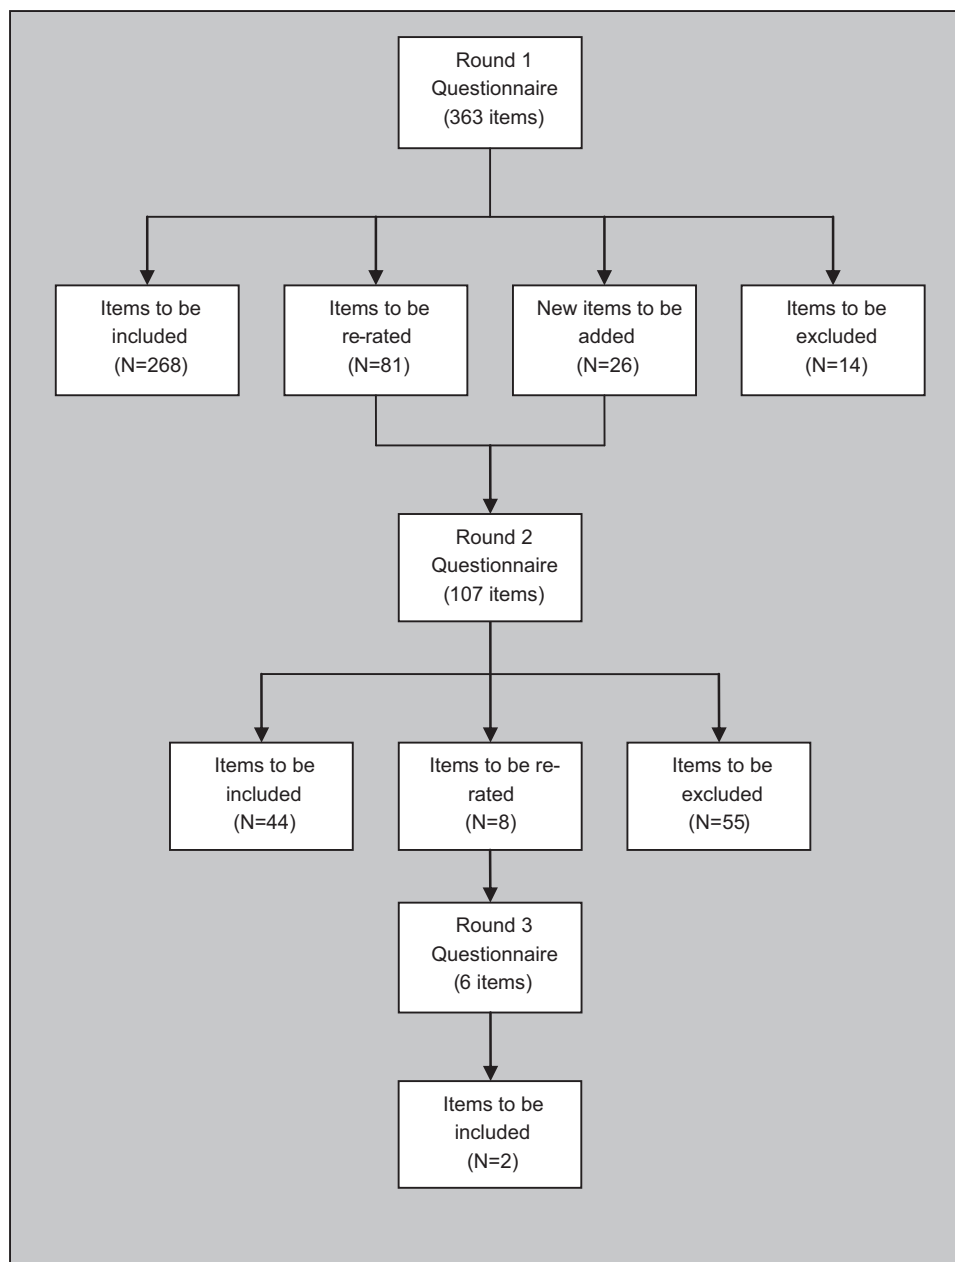 Round 1
Questionnaire
(363 items)
Items to be
included
(N=268)
Items to be
re-rated
(N=81)
New items to be
added
(N=26)
Items to be
excluded
(N=14)
Round 2
Questionnaire
(107 items)
Items to be
included
(N=44)
Items to be re-
rated
(N=8)
Items to be
excluded
(N=55)
Round 3
Questionnaire
(6 items)
Items to be
included
(N=2)